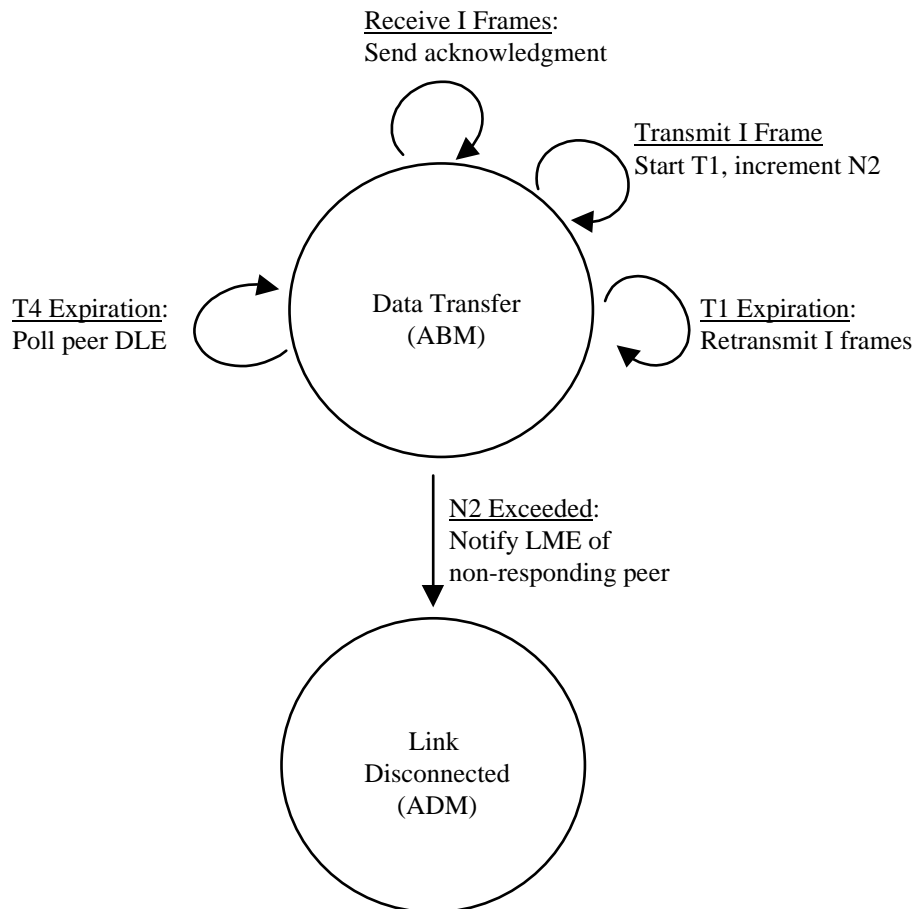 Receive I Frames:
Send acknowledgment
Transmit I Frame
Start T1, increment N2
T4 Expiration:
Poll peer DLE
Data Transfer
(ABM)
T1 Expiration:
Retransmit I frames
N2 Exceeded:
Notify LME of
non-responding peer
Link
Disconnected
(ADM)